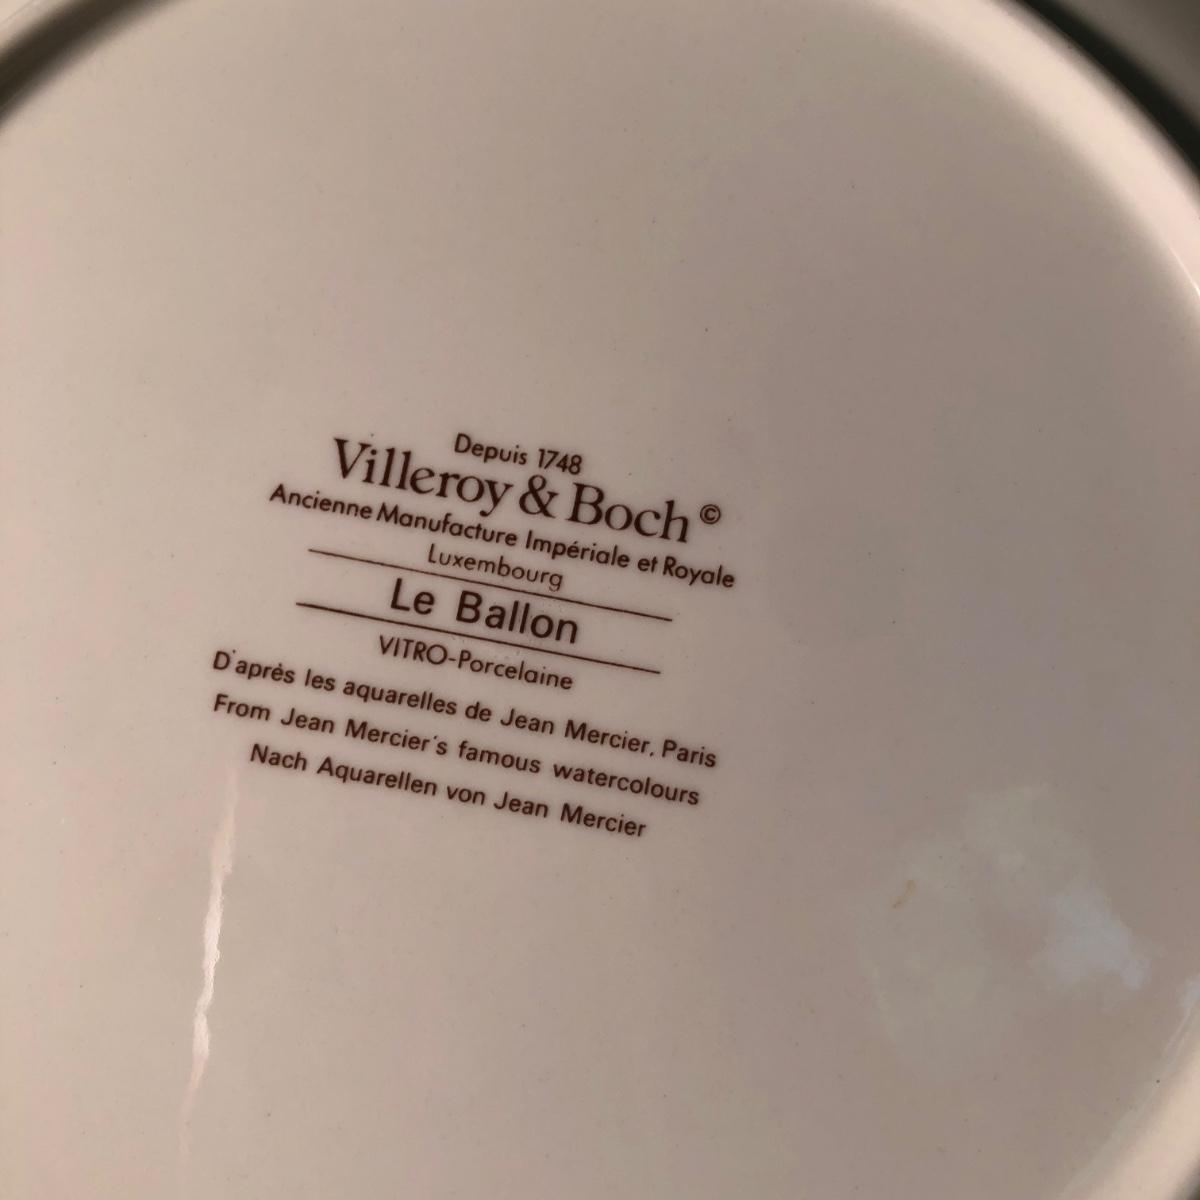 Depuis 1748
Villeroy & Boch ©
Ancienne Manufacture Impériale et Royale
Luxembourg
Le Ballon
VITRO-Porcelaine
D'après les aquarelles de Jean Mercier, Paris
From Jean Mercier's famous watercolours
Nach Aquarellen von Jean Mercier